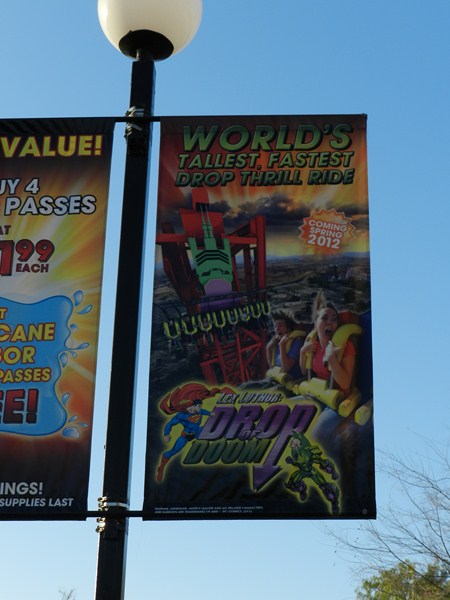 VALUE!
UY 4
PASSES
AT
99
EACH
CANE
PASSES
INGS!
SUPPLIES LAST
WORLD'S
TALLEST, FASTEST
DROP THRILL RIDE
COMING
SPRING
2012
LEX LUTHOR:
DROP
OF
DOOM